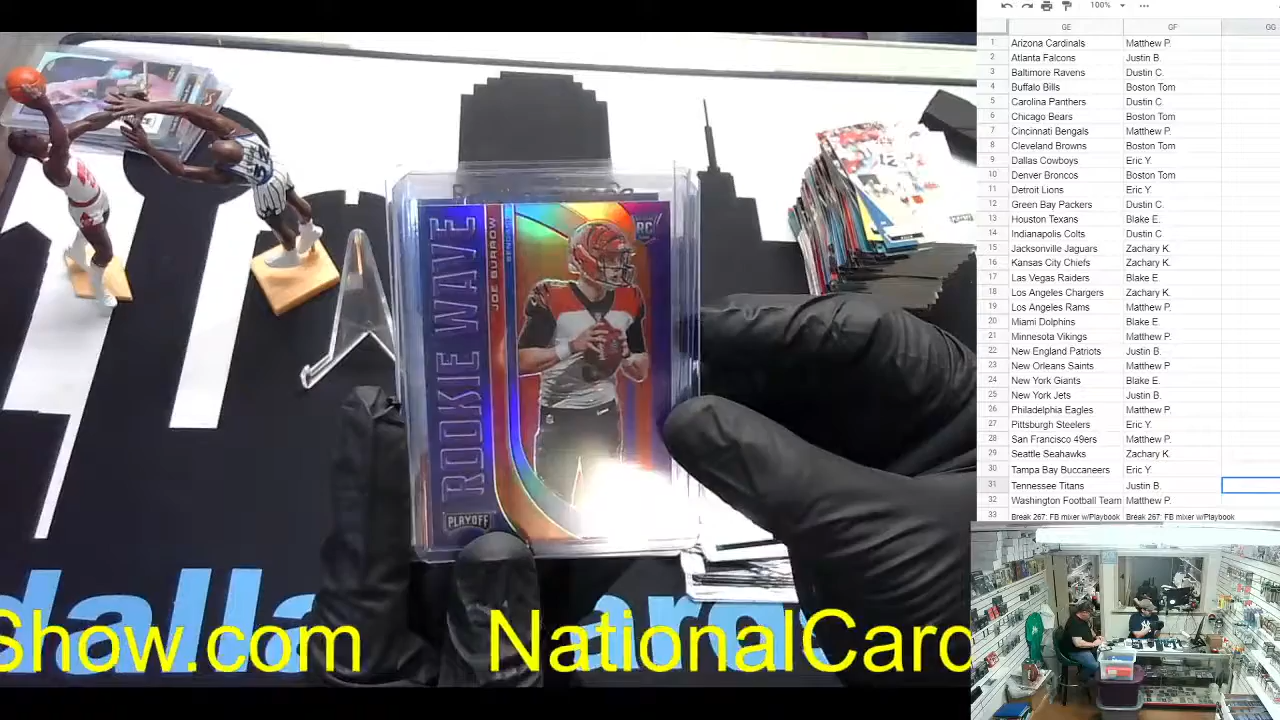 ROOKIE WAVE
JOE BURROW
BENGALS
RC
PLAYOFF
12
Show.com
NationalCard
100%
GE GF GG
1 Arizona Cardinals Matthew P.
2 Atlanta Falcons Justin B.
3 Baltimore Ravens Dustin C.
4 Buffalo Bills Boston Tom
5 Carolina Panthers Dustin C
6 Chicago Bears Boston Tom
7 Cincinnati Bengals Matthew P.
8 Cleveland Browns Boston Tom
9 Dallas Cowboys Eric Y.
10 Denver Broncos Boston Tom
11 Detroit Lions Eric Y.
12 Green Bay Packers Dustin C.
13 Houston Texans Blake E.
14 Indianapolis Colts Dustin C
15 Jacksonville Jaguars Zachary K.
16 Kansas City Chiefs Zachary K.
17 Las Vegas Raiders Blake E.
18 Los Angeles Chargers Zachary K.
19 Los Angeles Rams Matthew P.
20 Miami Dolphins Blake E.
21 Minnesota Vikings Matthew P.
22 New England Patriots Justin B.
23 New Orleans Saints Matthew P
24 New York Giants Blake E.
25 New York Jets Justin B.
26 Philadelphia Eagles Matthew P.
27 Pittsburgh Steelers Eric Y.
28 San Francisco 49ers Matthew P.
29 Seattle Seahawks Zachary K.
30 Tampa Bay Buccaneers Eric Y.
31 Tennessee Titans Justin B.
32 Washington Football Team Matthew P.
33 Break 267: FB mixer w/Playbook Break 267: FB mixer w/Playbook